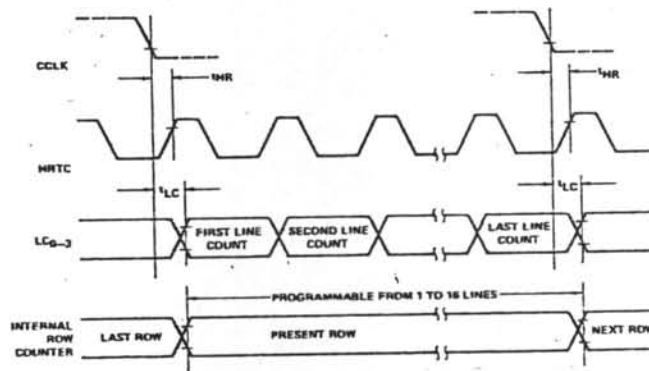 CCLK
tHR
tHR
HRTC
tLC
tLC
LC0–3
FIRST LINE COUNT
SECOND LINE COUNT
LAST LINE COUNT
PROGRAMMABLE FROM 1 TO 16 LINES
INTERNAL ROW COUNTER
LAST ROW
PRESENT ROW
NEXT ROW